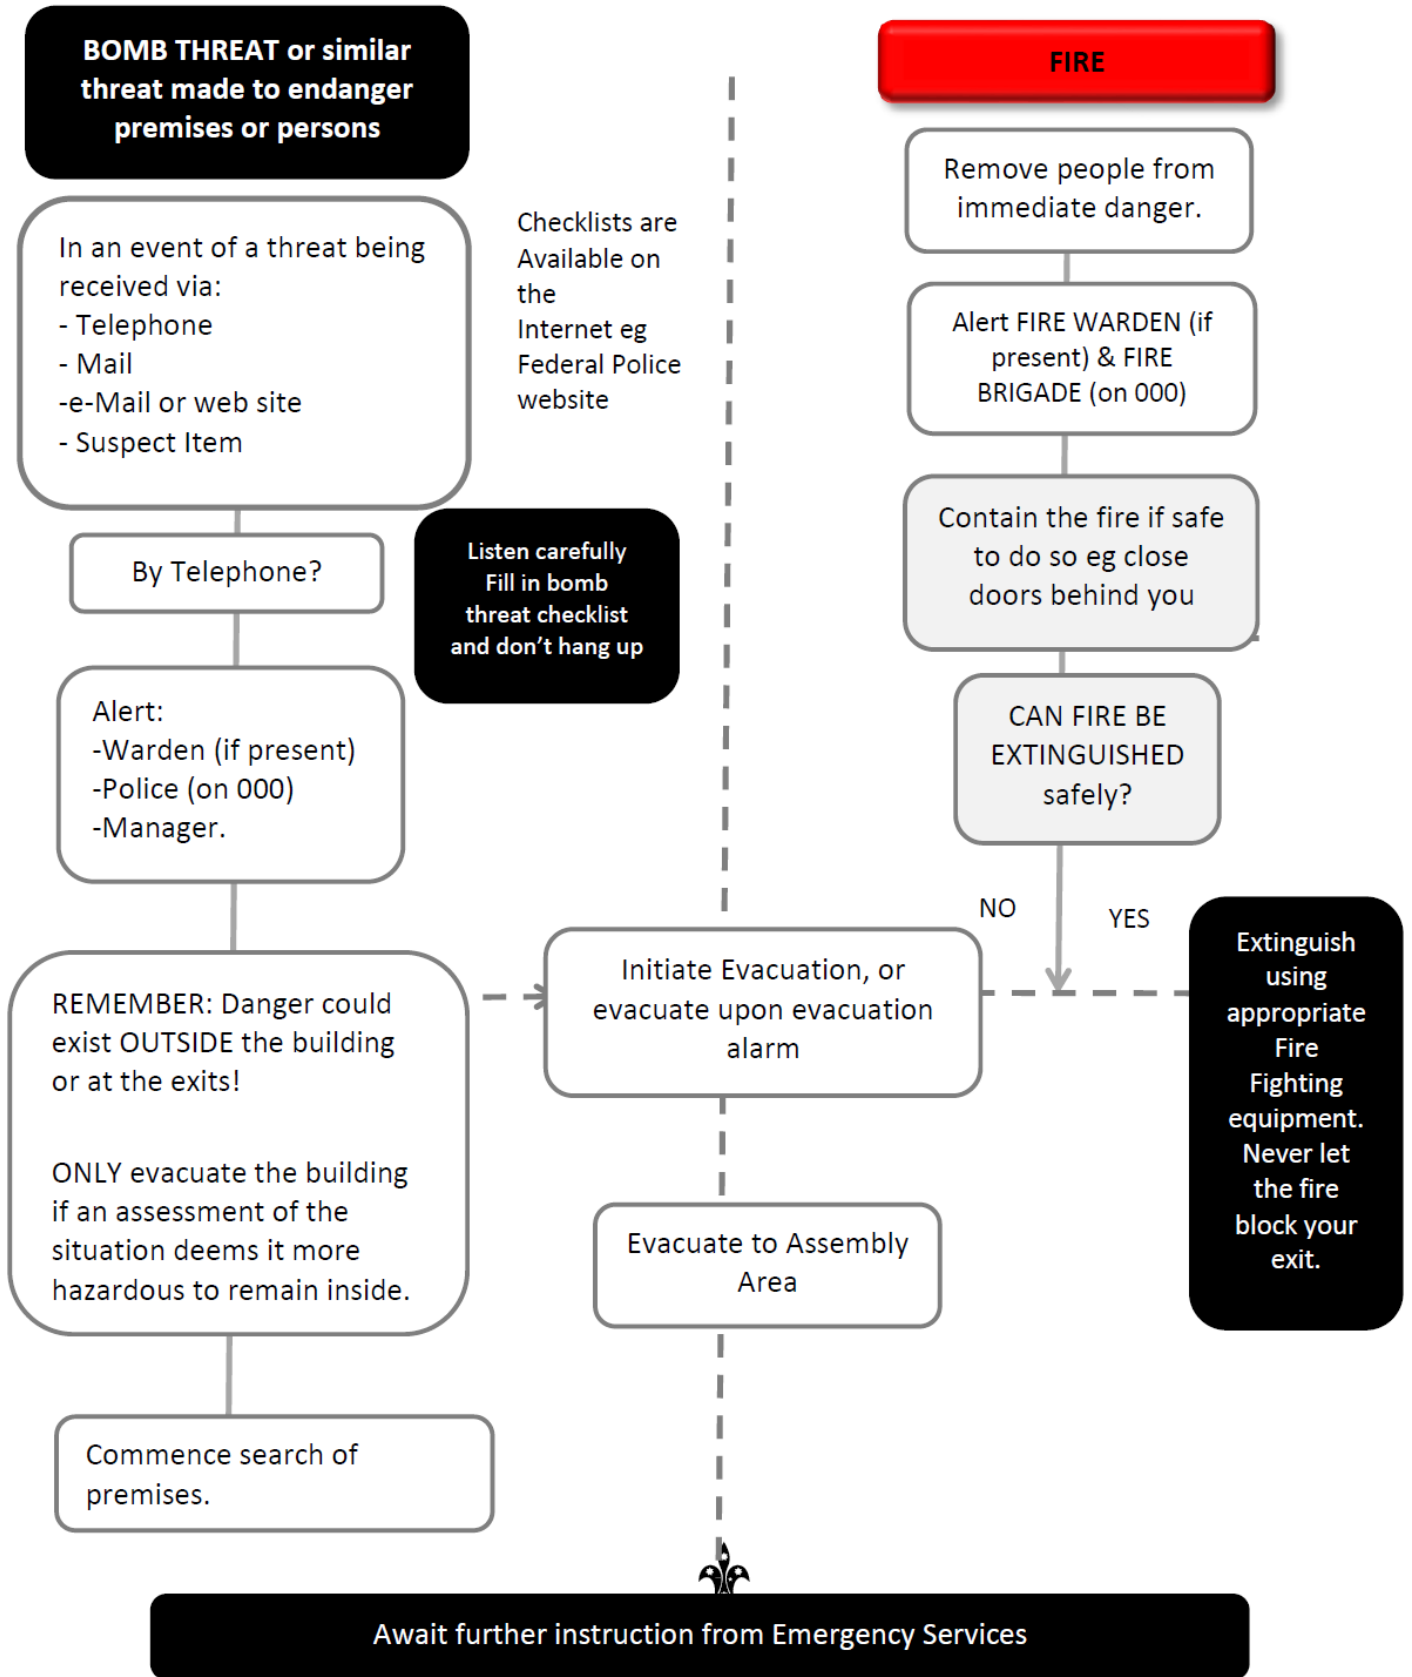 BOMB THREAT or similar
threat made to endanger
premises or persons
In an event of a threat being
received via:
- Telephone
- Mail
-e-Mail or web site
- Suspect Item
Checklists are
Available on
the
Internet eg
Federal Police
website
By Telephone?
Listen carefully
Fill in bomb
threat checklist
and don’t hang up
Alert:
-Warden (if present)
-Police (on 000)
-Manager.
REMEMBER: Danger could
exist OUTSIDE the building
or at the exits!
ONLY evacuate the building
if an assessment of the
situation deems it more
hazardous to remain inside.
Commence search of
premises.
FIRE
Remove people from
immediate danger.
Alert FIRE WARDEN (if
present) & FIRE
BRIGADE (on 000)
Contain the fire if safe
to do so eg close
doors behind you
CAN FIRE BE
EXTINGUISHED
safely?
NO
YES
Extinguish
using
appropriate
Fire
Fighting
equipment.
Never let
the fire
block your
exit.
Initiate Evacuation, or
evacuate upon evacuation
alarm
Evacuate to Assembly
Area
Await further instruction from Emergency Services